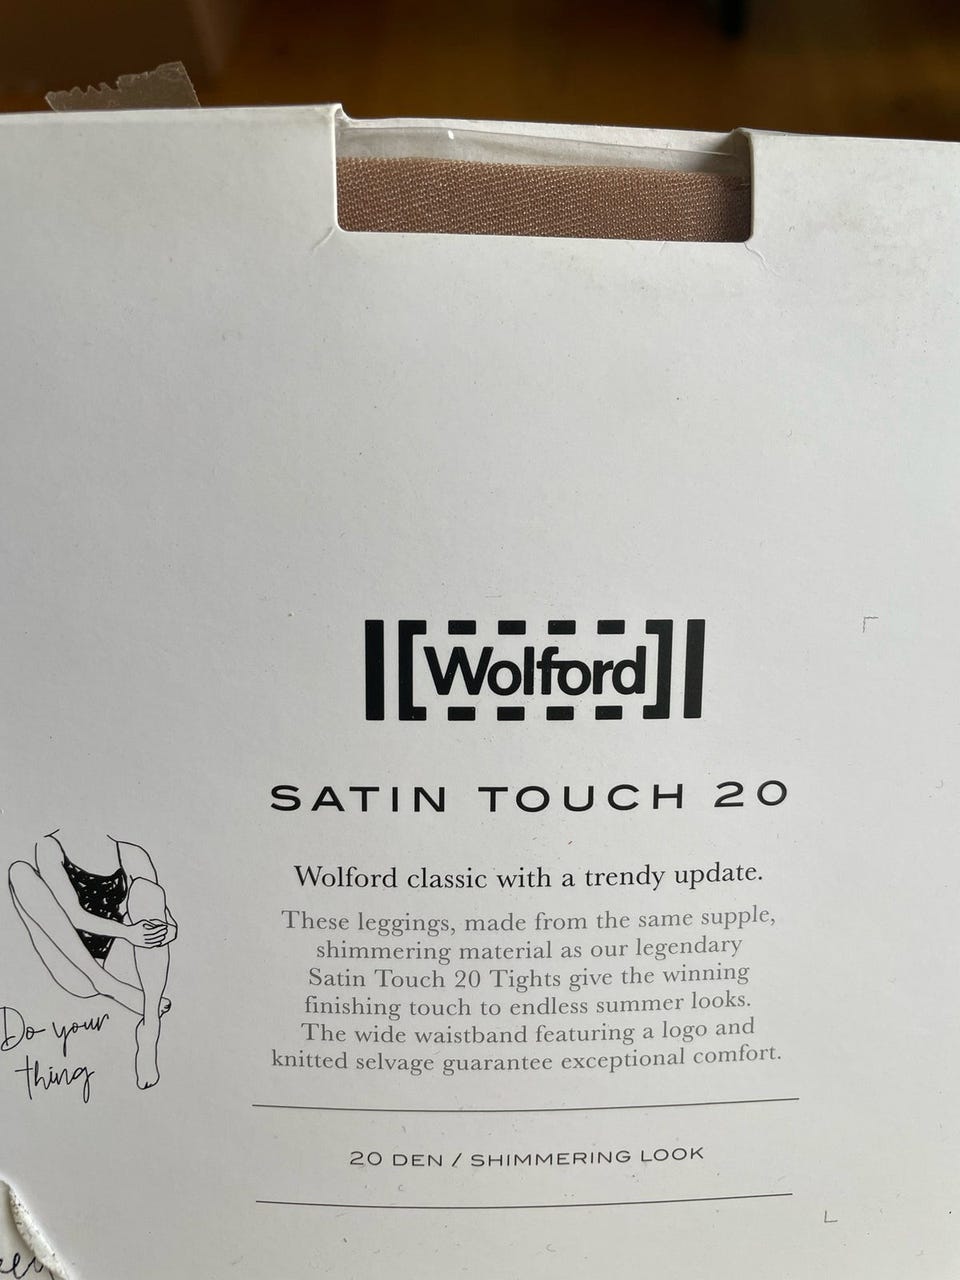 Wolford
SATIN TOUCH 20
Wolford classic with a trendy update.
These leggings, made from the same supple,
shimmering material as our legendary
Satin Touch 20 Tights give the winning
finishing touch to endless summer looks.
The wide waistband featuring a logo and
knitted selvage guarantee exceptional comfort.
20 DEN / SHIMMERING LOOK
Do your
thing